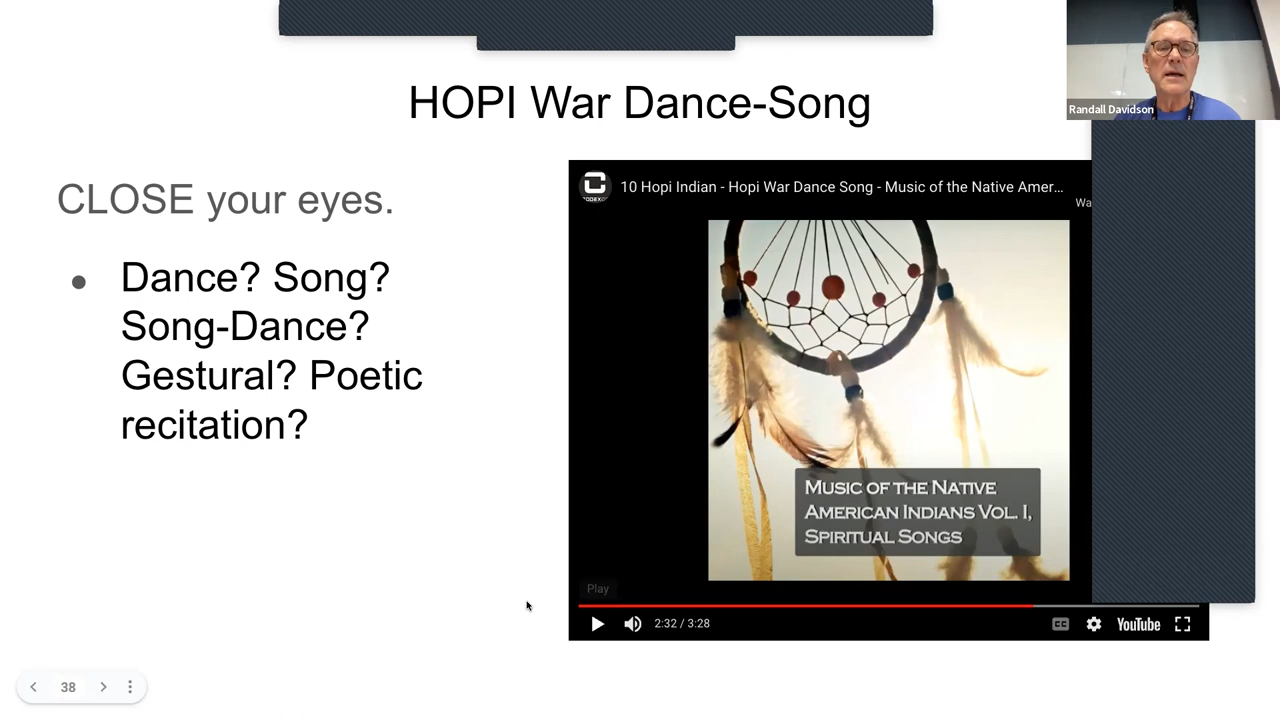 HOPI War Dance-Song
Randall Davidson
CLOSE your eyes.
● Dance? Song?
Song-Dance?
Gestural? Poetic
recitation?
10 Hopi Indian - Hopi War Dance Song - Music of the Native Amer...
Wa
MUSIC OF THE NATIVE
AMERICAN INDIANS VOL. I,
SPIRITUAL SONGS
Play
2:32 / 3:28
CC
YouTube
38